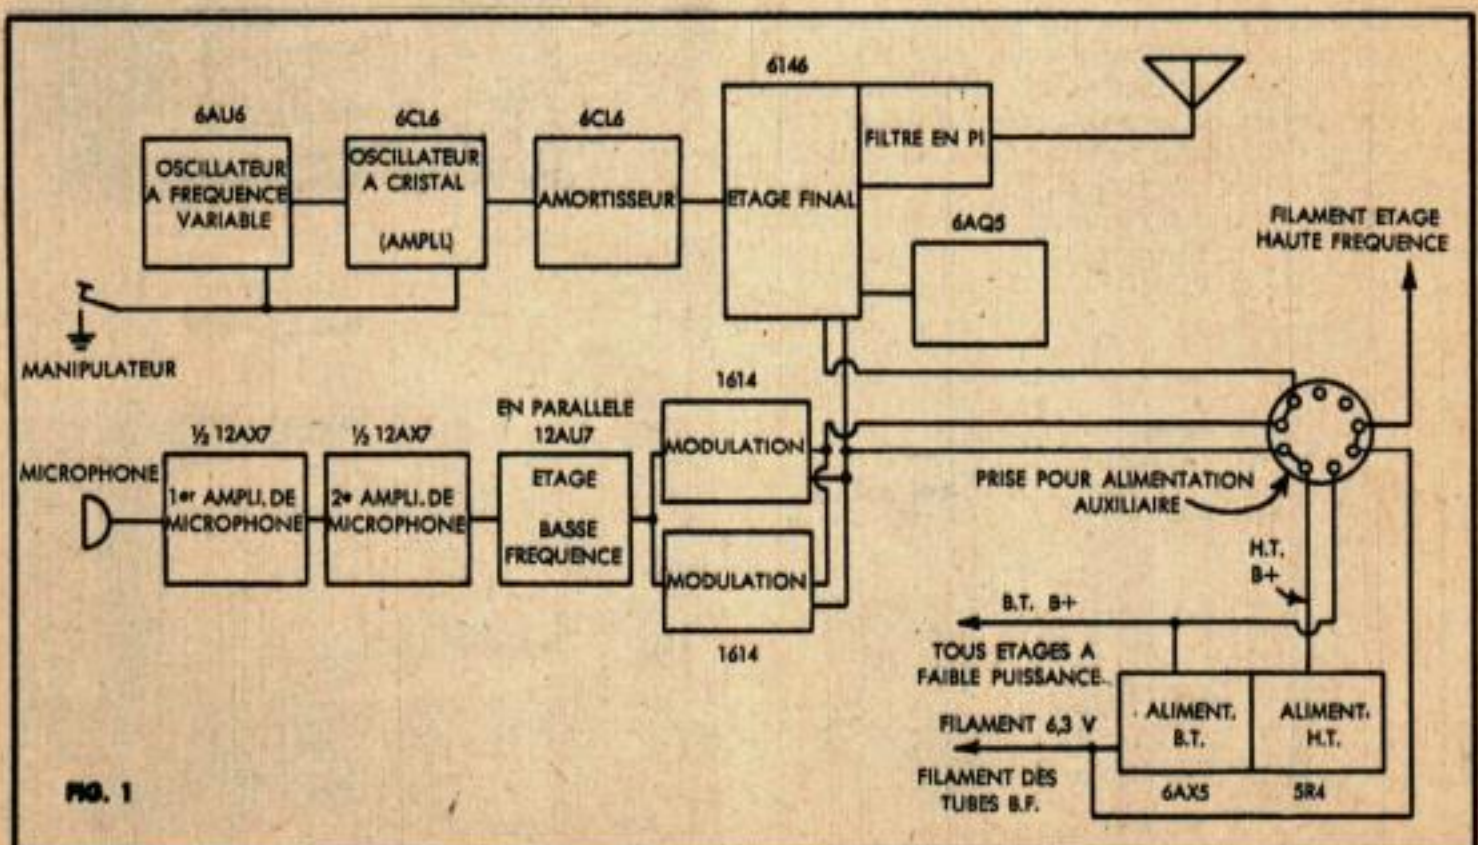 6146
6AU6
6CL6
6CL6
OSCILLATEUR
A FREQUENCE
VARIABLE
OSCILLATEUR
A CRISTAL
(AMPLI.)
AMORTISSEUR
ETAGE FINAL
FILTRE EN PI
6AQ5
FILAMENT ETAGE
HAUTE FREQUENCE
MANIPULATEUR
MICROPHONE
½ 12AX7
1er AMPLI. DE
MICROPHONE
½ 12AX7
2e AMPLI. DE
MICROPHONE
EN PARALLELE
12AU7
ETAGE
BASSE
FREQUENCE
1614
MODULATION
MODULATION
1614
PRISE POUR ALIMENTATION
AUXILIAIRE
H.T.
B+
B.T. B+
TOUS ETAGES A
FAIBLE PUISSANCE
FILAMENT 6,3 V
FILAMENT DES
TUBES B.F.
ALIMENT.
B.T.
ALIMENT.
H.T.
6AX5
5R4
FIG. 1